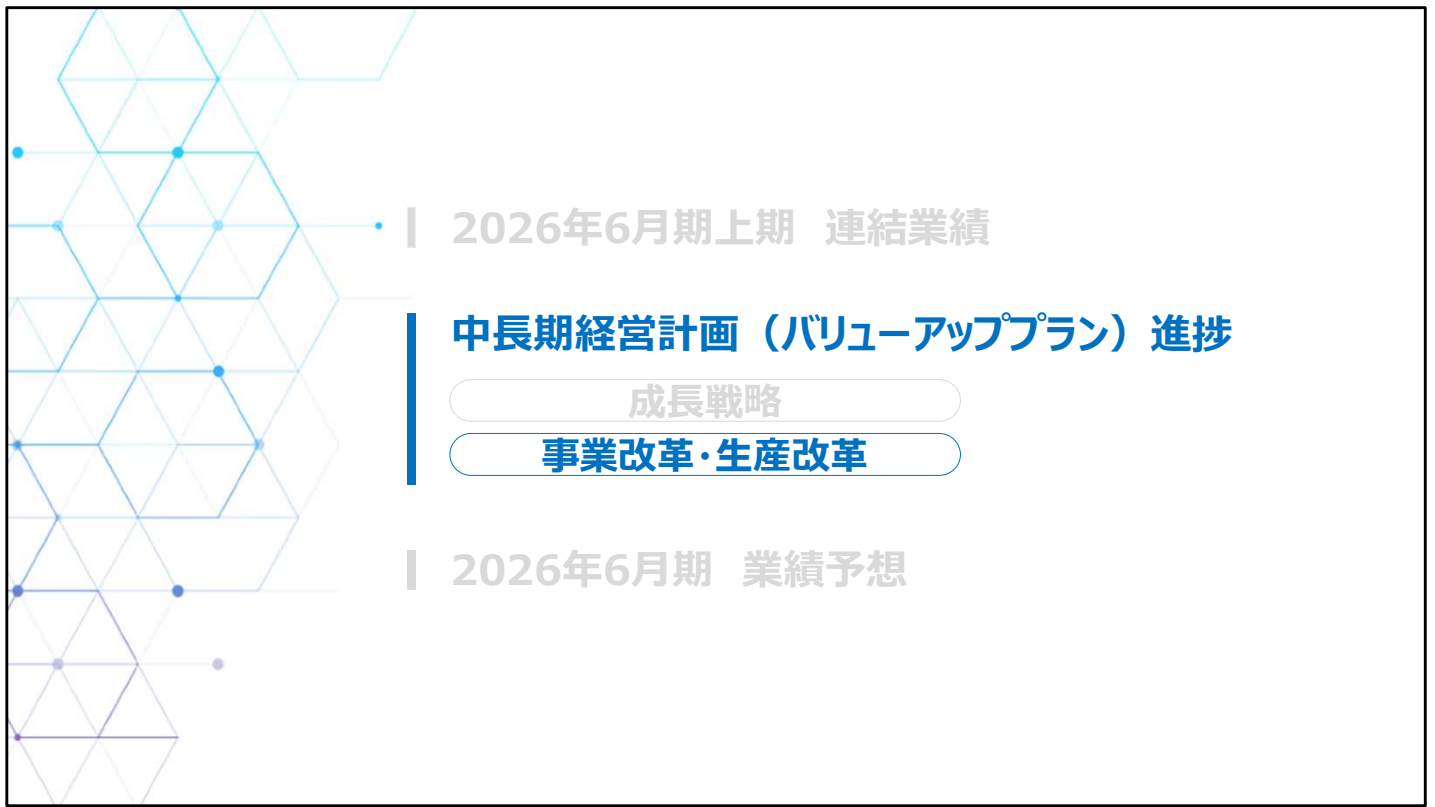 2026年6月期上期 連結業績
中長期経営計画（バリューアッププラン）進捗
成長戦略
事業改革・生産改革
2026年6月期 業績予想